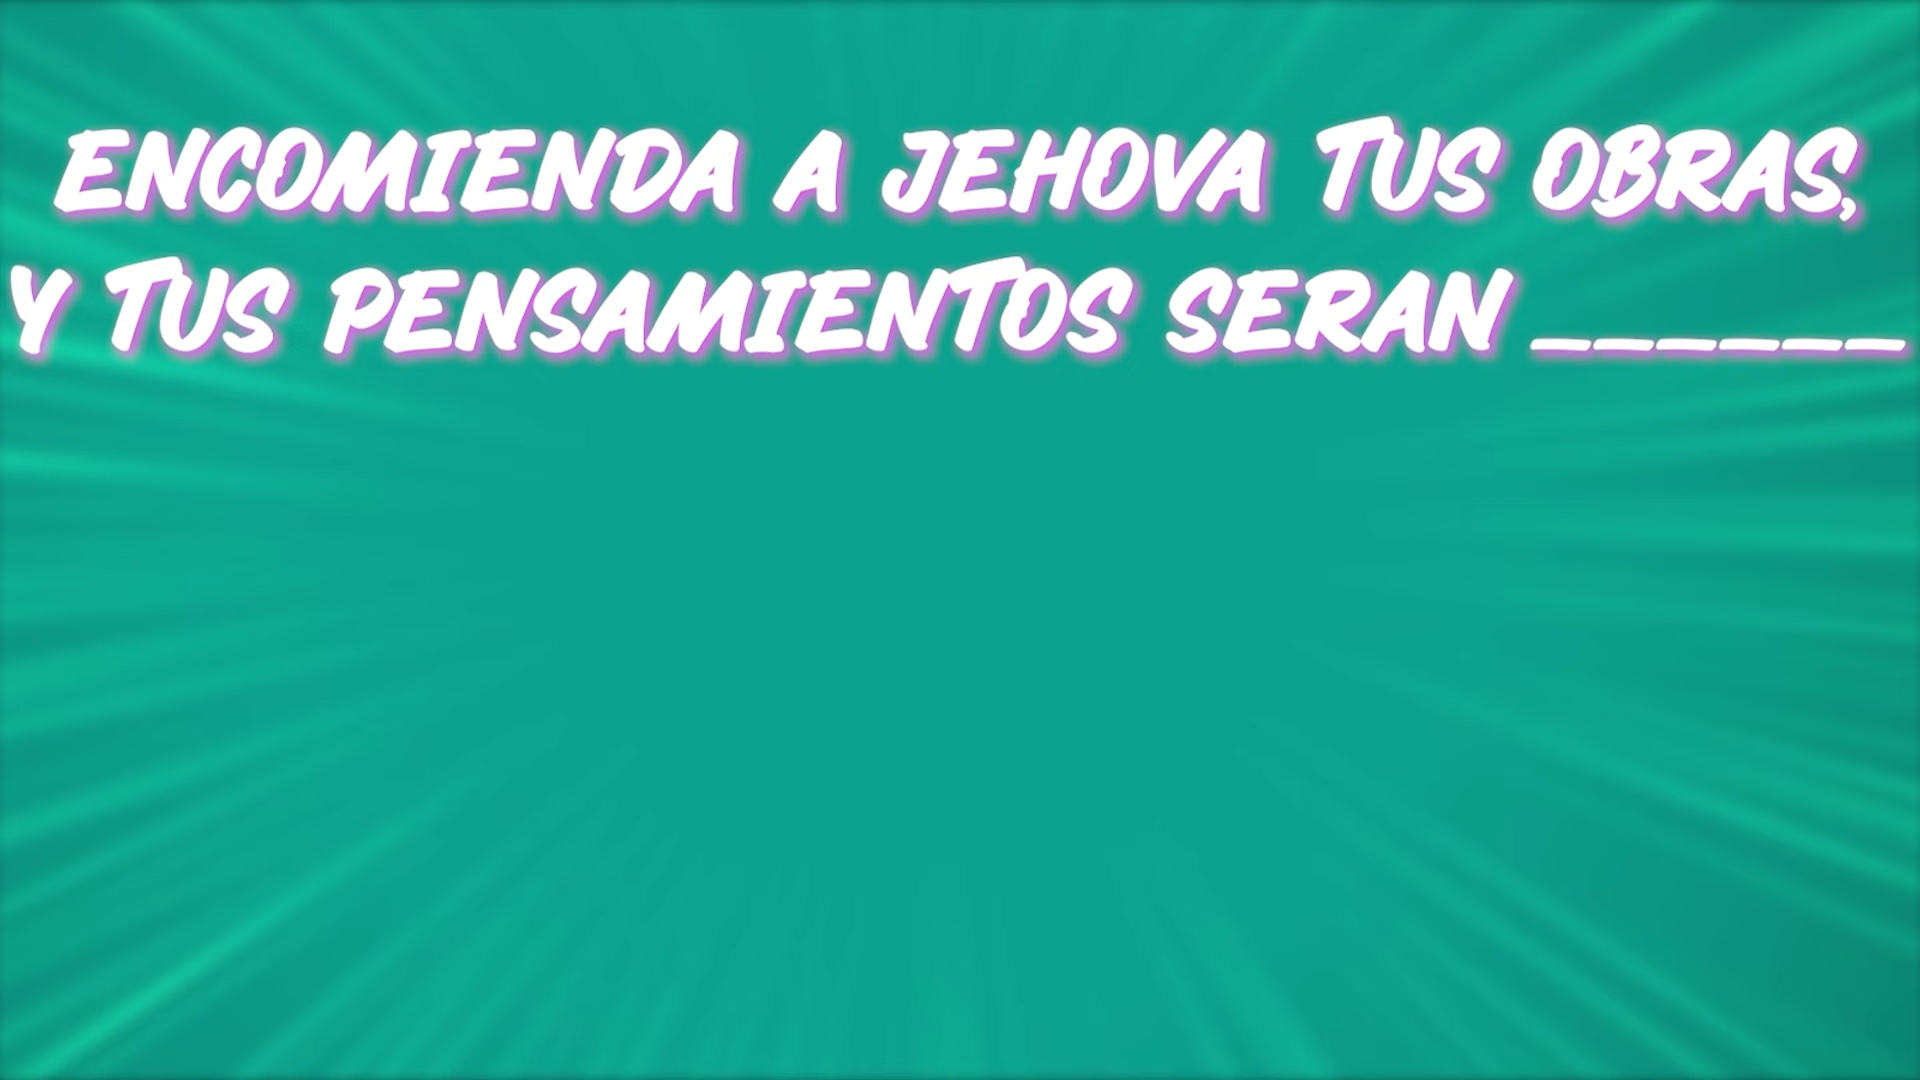 ENCOMIENDA A JEHOVA TUS OBRAS,
Y TUS PENSAMIENTOS SERAN ______